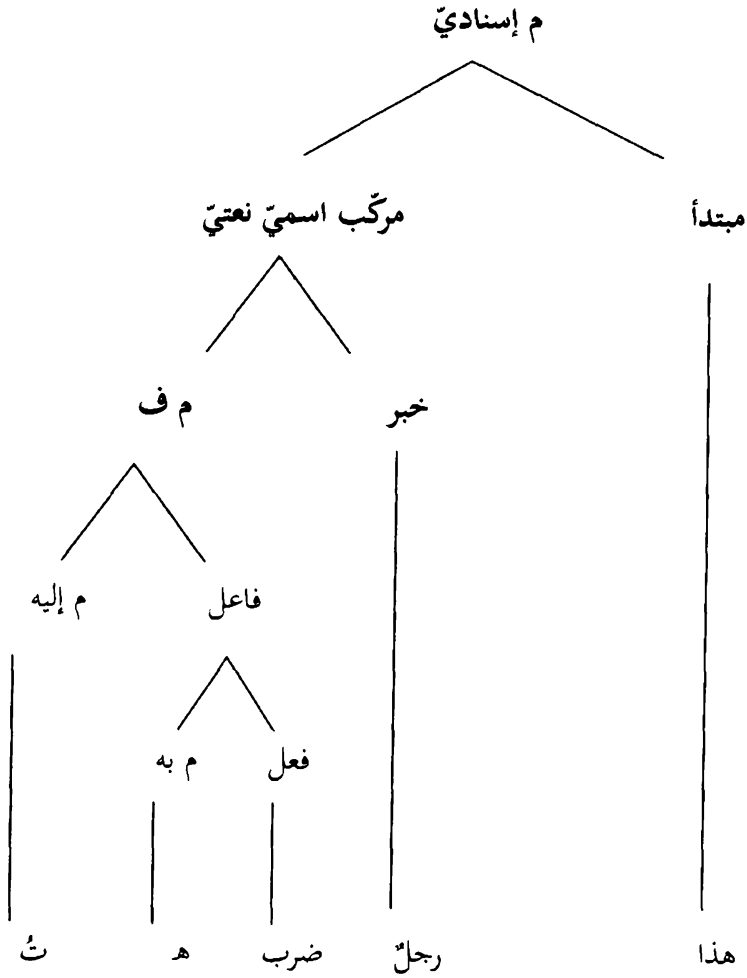 م إسناديّ
مبتدأ مركّب اسميّ نعتيّ
خبر م ف
فاعل م إليه
فعل م به
هذا رجلٌ ضرب ﻫ تُ